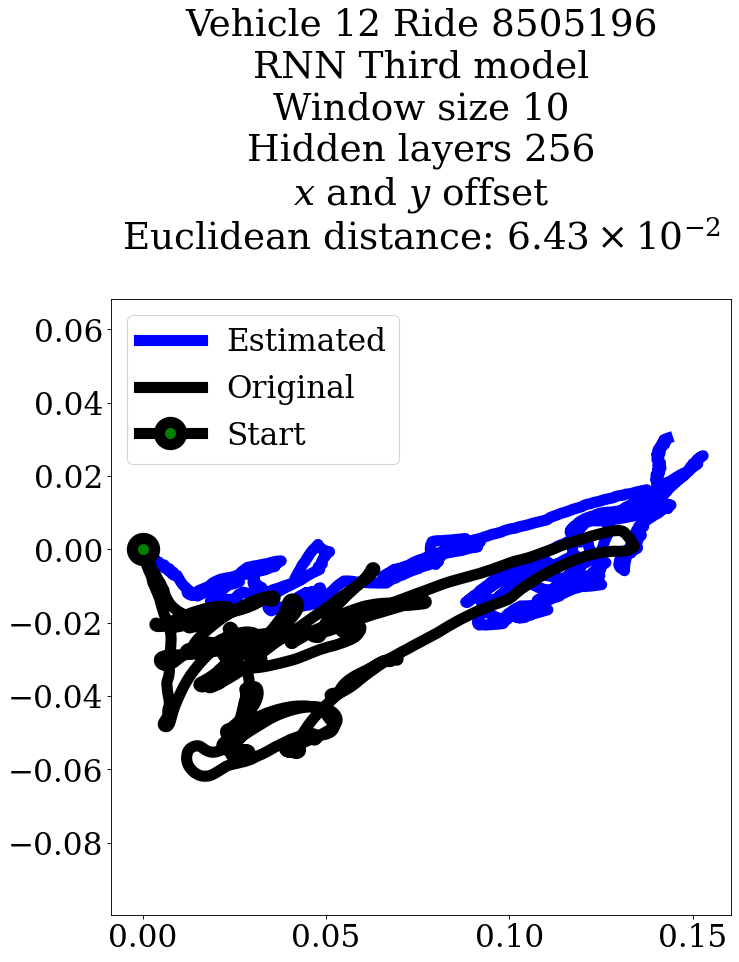 Vehicle 12 Ride 8505196
RNN Third model
Window size 10
Hidden layers 256
x and y offset
Euclidean distance: 6.43 × 10⁻²
Estimated
Original
Start
0.06
0.04
0.02
0.00
−0.02
−0.04
−0.06
−0.08
0.00 0.05 0.10 0.15